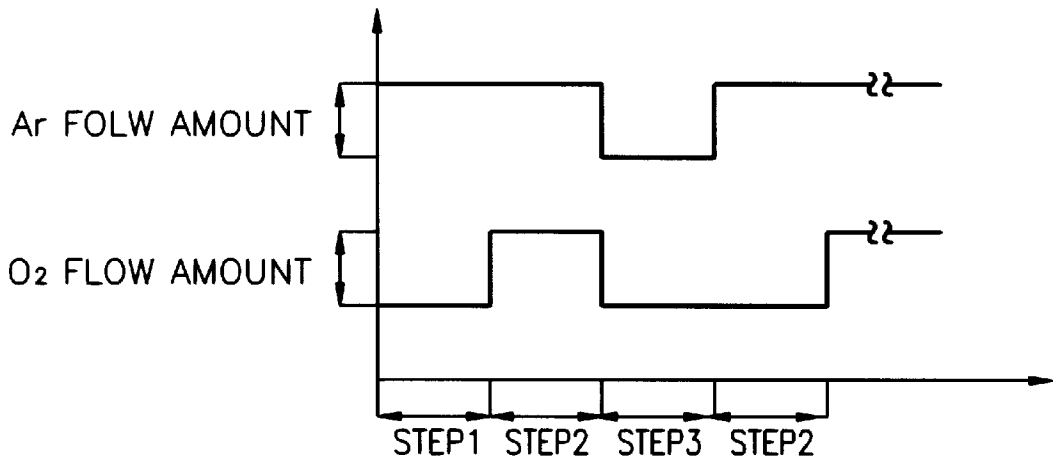 Ar FOLW AMOUNT
O2 FLOW AMOUNT
STEP1 STEP2 STEP3 STEP2